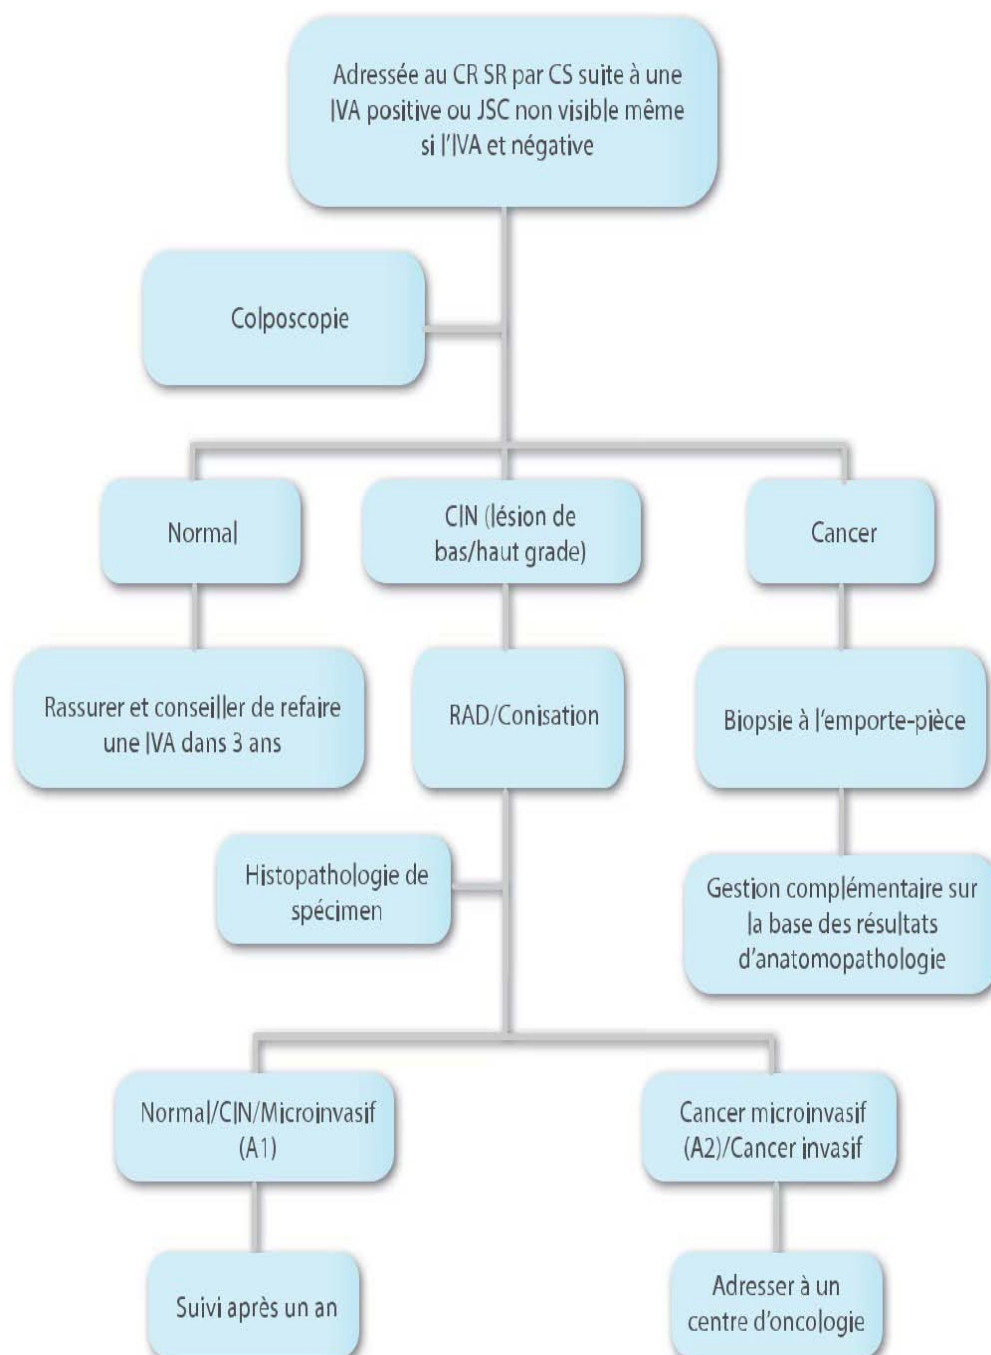 Adressée au CR SR par CS suite à une
IVA positive ou JSC non visible même
si l'IVA et négative
Colposcopie
Normal
CIN (lésion de
bas/haut grade)
Cancer
Rassurer et conseiller de refaire
une IVA dans 3 ans
RAD/Conisation
Biopsie à l'emporte-pièce
Histopathologie de
spécimen
Gestion complémentaire sur
la base des résultats
d'anatomopathologie
Normal/CIN/Microinvasif
(A1)
Cancer microinvasif
(A2)/Cancer invasif
Suivi après un an
Adresser à un
centre d'oncologie